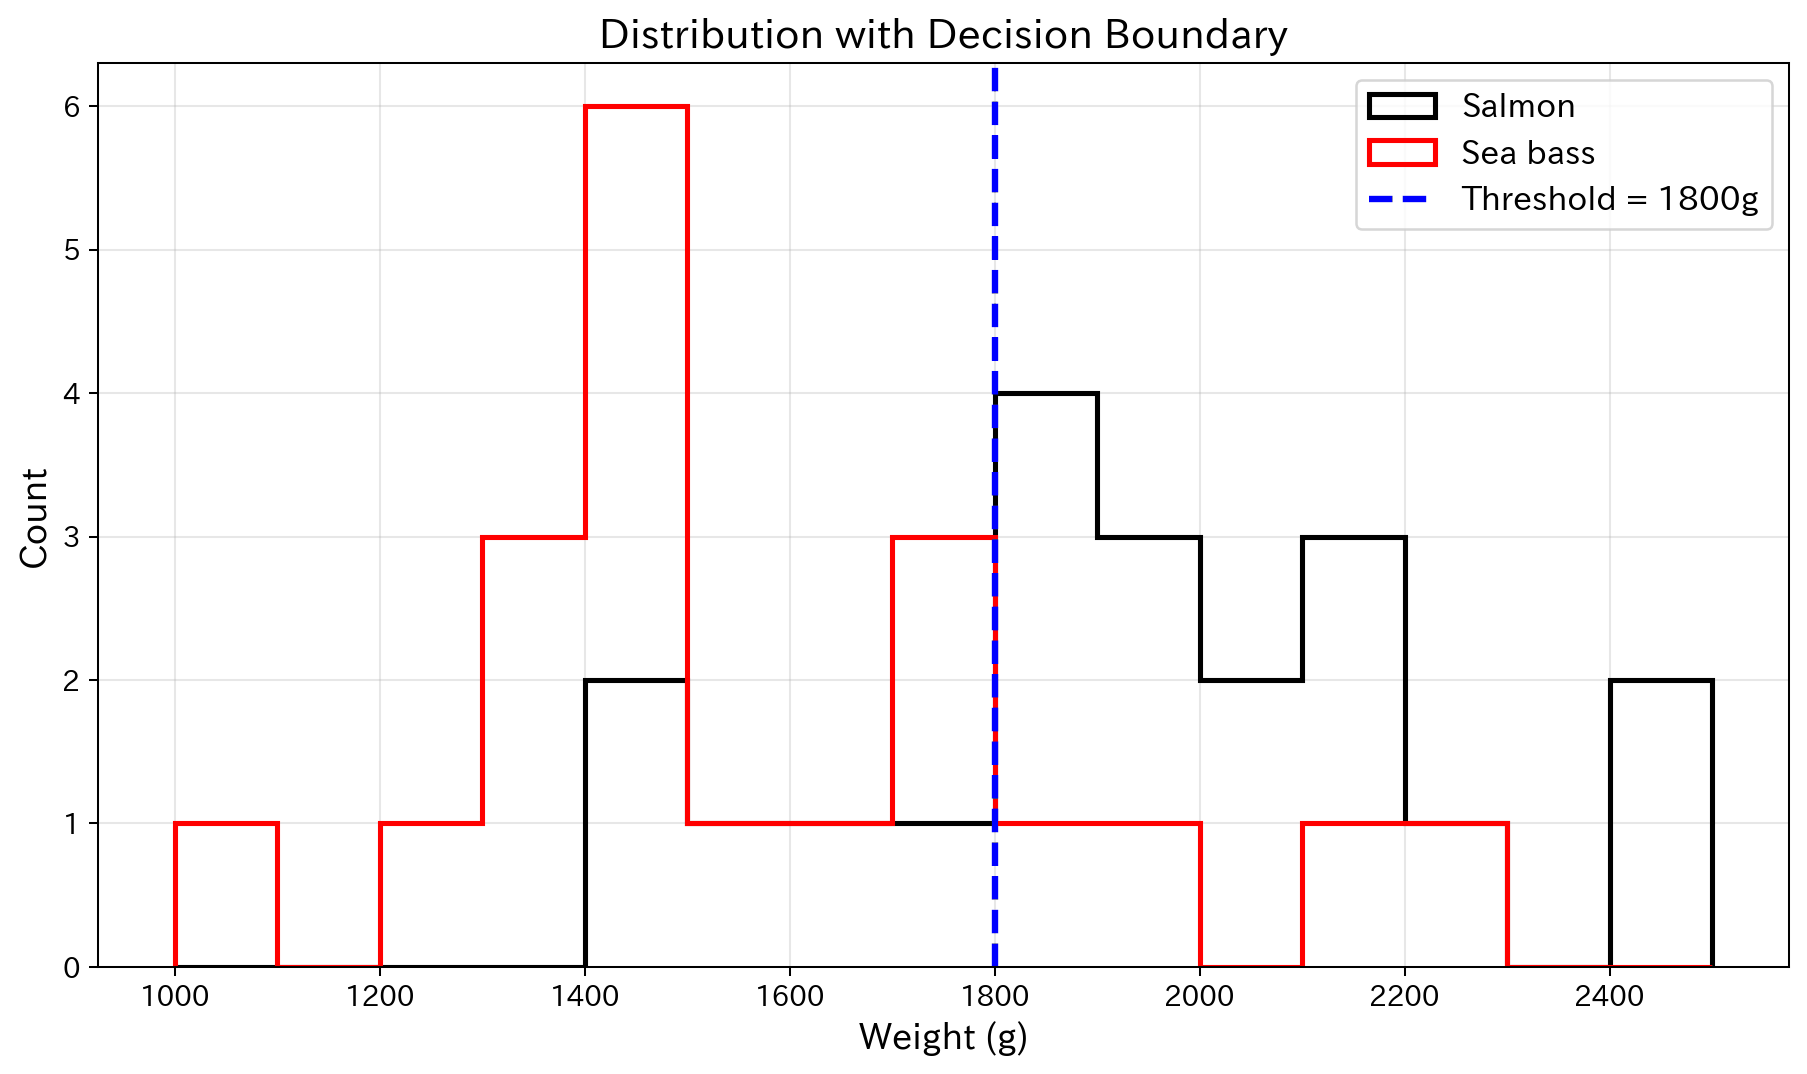 Distribution with Decision Boundary
Salmon
Sea bass
Threshold = 1800g
6
5
4
3
2
1
0
Count
1000 1200 1400 1600 1800 2000 2200 2400
Weight (g)